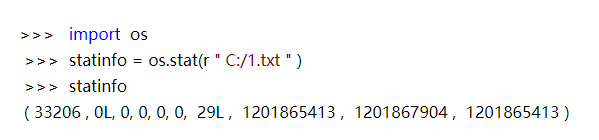 >>> import os
>>> statinfo = os.stat(r " C:/1.txt " )
>>> statinfo
( 33206 , 0L, 0, 0, 0, 0, 29L , 1201865413 , 1201867904 , 1201865413 )